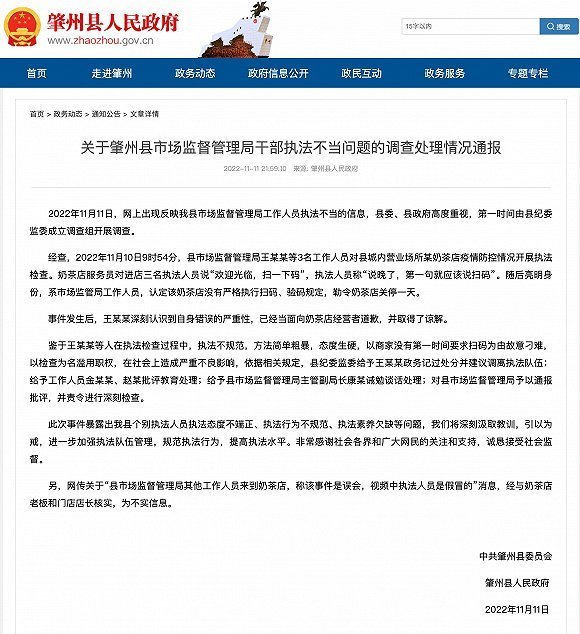 肇州县人民政府
www.zhaozhou.gov.cn
15字以内
搜索
首页 走进肇州 政务动态 政府信息公开 政民互动 政务服务 专题专栏
首页 > 政务动态 > 通知公告 > 文章详情
关于肇州县市场监督管理局干部执法不当问题的调查处理情况通报
2022-11-11 21:59:10 来源: 肇州县人民政府
2022年11月11日，网上出现反映我县市场监督管理局工作人员执法不当的信息，县委、县政府高度重视，第一时间由县纪委
监委成立调查组开展调查。
经查，2022年11月10日9时54分，县市场监督管理局王某某等3名工作人员对县城内营业场所某奶茶店疫情防控情况开展执法
检查。奶茶店服务员对进店三名执法人员说“欢迎光临，扫一下码”，执法人员称“说晚了，第一句就应该说扫码”。随后亮明身
份，系市场监管局工作人员，认定该奶茶店没有严格执行扫码、验码规定，勒令奶茶店关停一天。
事件发生后，王某某深刻认识到自身错误的严重性，已经当面向奶茶店经营者道歉，并取得了谅解。
鉴于王某某等人在执法检查过程中，执法不规范，方法简单粗暴，态度生硬，以商家没有第一时间要求扫码为由故意刁难，
以检查为名滥用职权，在社会上造成严重不良影响，依据相关规定，县纪委监委给予王某某政务记过处分并建议调离执法队伍；
给予工作人员金某某、赵某批评教育处理；给予县市场监督管理局主管副局长康某诫勉谈话处理；对县市场监督管理局予以通报
批评，并责令进行深刻检查。
此次事件暴露出我县个别执法人员执法态度不端正、执法行为不规范、执法素养欠缺等问题，我们将深刻汲取教训，引以为
戒，进一步加强执法队伍管理，规范执法行为，提高执法水平。非常感谢社会各界和广大网民的关注和支持，诚恳接受社会监
督。
另，网传关于“县市场监督管理局其他工作人员来到奶茶店，称该事件是误会，视频中执法人员是假冒的”消息，经与奶茶店
老板和门店店长核实，为不实信息。
中共肇州县委员会
肇州县人民政府
2022年11月11日